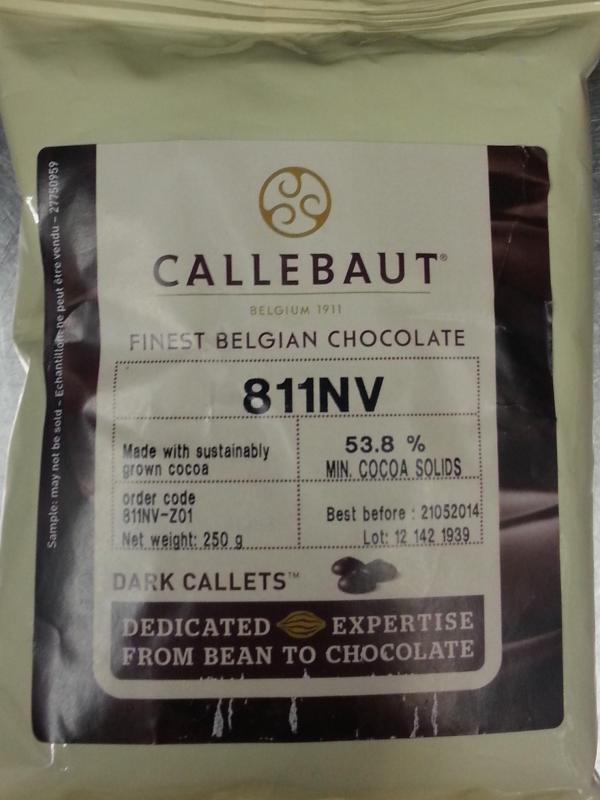 CALLEBAUT®
BELGIUM 1911
FINEST BELGIAN CHOCOLATE
811NV
Made with sustainably
grown cocoa
53.8 %
MIN. COCOA SOLIDS
order code
811NV-Z01
Net weight: 250 g
Best before : 21052014
Lot: 12 142 1939
DARK CALLETS™
DEDICATED EXPERTISE
FROM BEAN TO CHOCOLATE
Sample: may not be sold – Echantillon: ne peut être vendu – 27750959